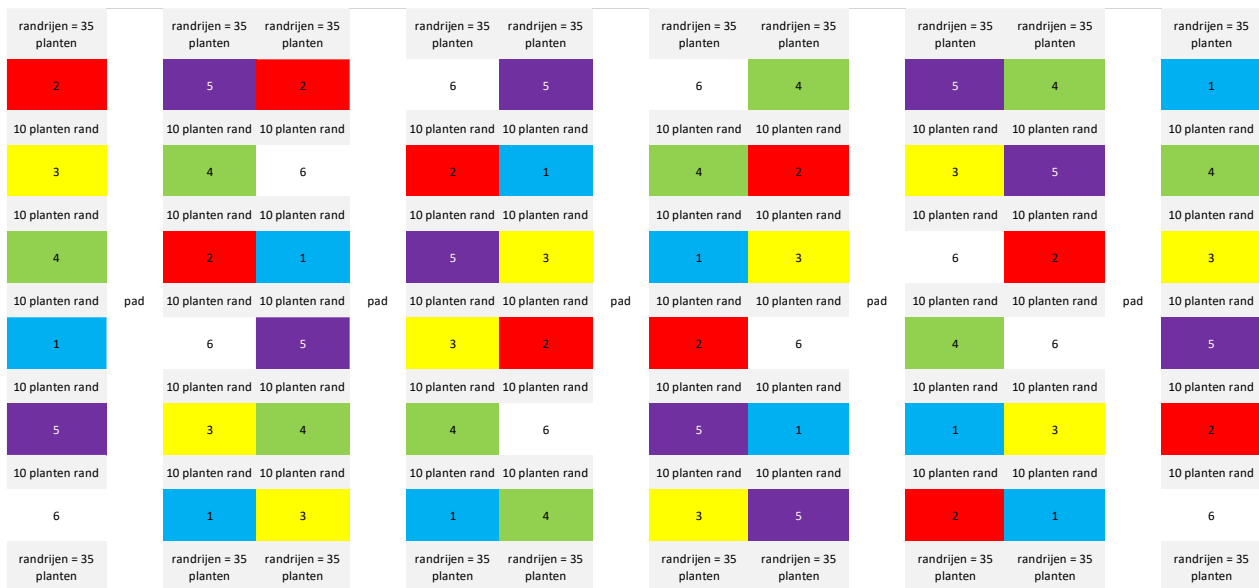 randrijen = 35 randrijen = 35 randrijen = 35 randrijen = 35 randrijen = 35 randrijen = 35 randrijen = 35 randrijen = 35 randrijen = 35 randrijen = 35
planten planten planten planten planten planten planten planten planten planten
2 5 2 6 5 6 4 5 4 1
10 planten rand 10 planten rand 10 planten rand 10 planten rand 10 planten rand 10 planten rand 10 planten rand 10 planten rand 10 planten rand 10 planten rand
3 4 6 2 1 4 2 3 5 4
10 planten rand 10 planten rand 10 planten rand 10 planten rand 10 planten rand 10 planten rand 10 planten rand 10 planten rand 10 planten rand 10 planten rand
4 2 1 5 3 1 3 6 2 3
10 planten rand pad 10 planten rand 10 planten rand pad 10 planten rand 10 planten rand pad 10 planten rand 10 planten rand pad 10 planten rand 10 planten rand pad 10 planten rand
1 6 5 3 2 2 6 4 6 5
10 planten rand 10 planten rand 10 planten rand 10 planten rand 10 planten rand 10 planten rand 10 planten rand 10 planten rand 10 planten rand 10 planten rand
5 3 4 4 6 5 1 1 3 2
10 planten rand 10 planten rand 10 planten rand 10 planten rand 10 planten rand 10 planten rand 10 planten rand 10 planten rand 10 planten rand 10 planten rand
6 1 3 1 4 3 5 2 1 6
randrijen = 35 randrijen = 35 randrijen = 35 randrijen = 35 randrijen = 35 randrijen = 35 randrijen = 35 randrijen = 35 randrijen = 35 randrijen = 35
planten planten planten planten planten planten planten planten planten planten